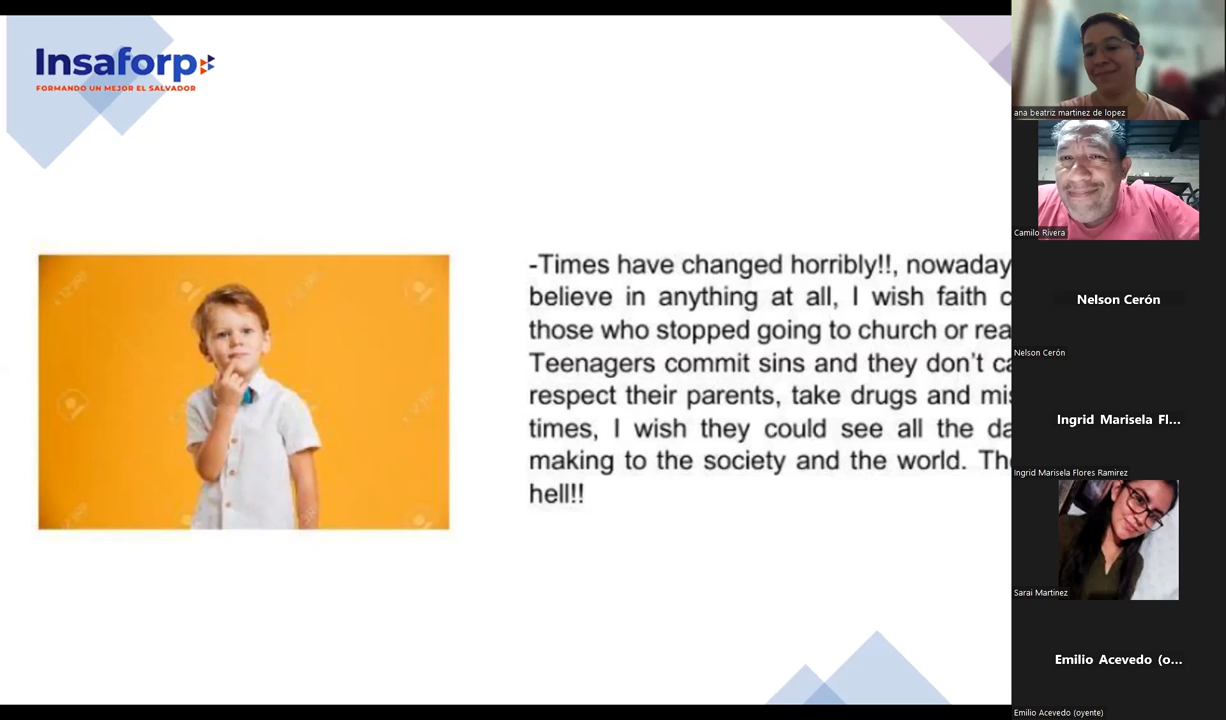 Insaforp
FORMANDO UN MEJOR EL SALVADOR
-Times have changed horribly!!, nowaday
believe in anything at all, I wish faith
those who stopped going to church or rea
Teenagers commit sins and they don't ca
respect their parents, take drugs and mis
times, I wish they could see all the da
making to the society and the world. Th
hell!!
ana beatriz martinez de lopez
Camilo Rivera
Nelson Cerón
Nelson Cerón
Ingrid Marisela Fl...
Ingrid Marisela Flores Ramirez
Sarai Martinez
Emilio Acevedo (o...
Emilio Acevedo (oyente)